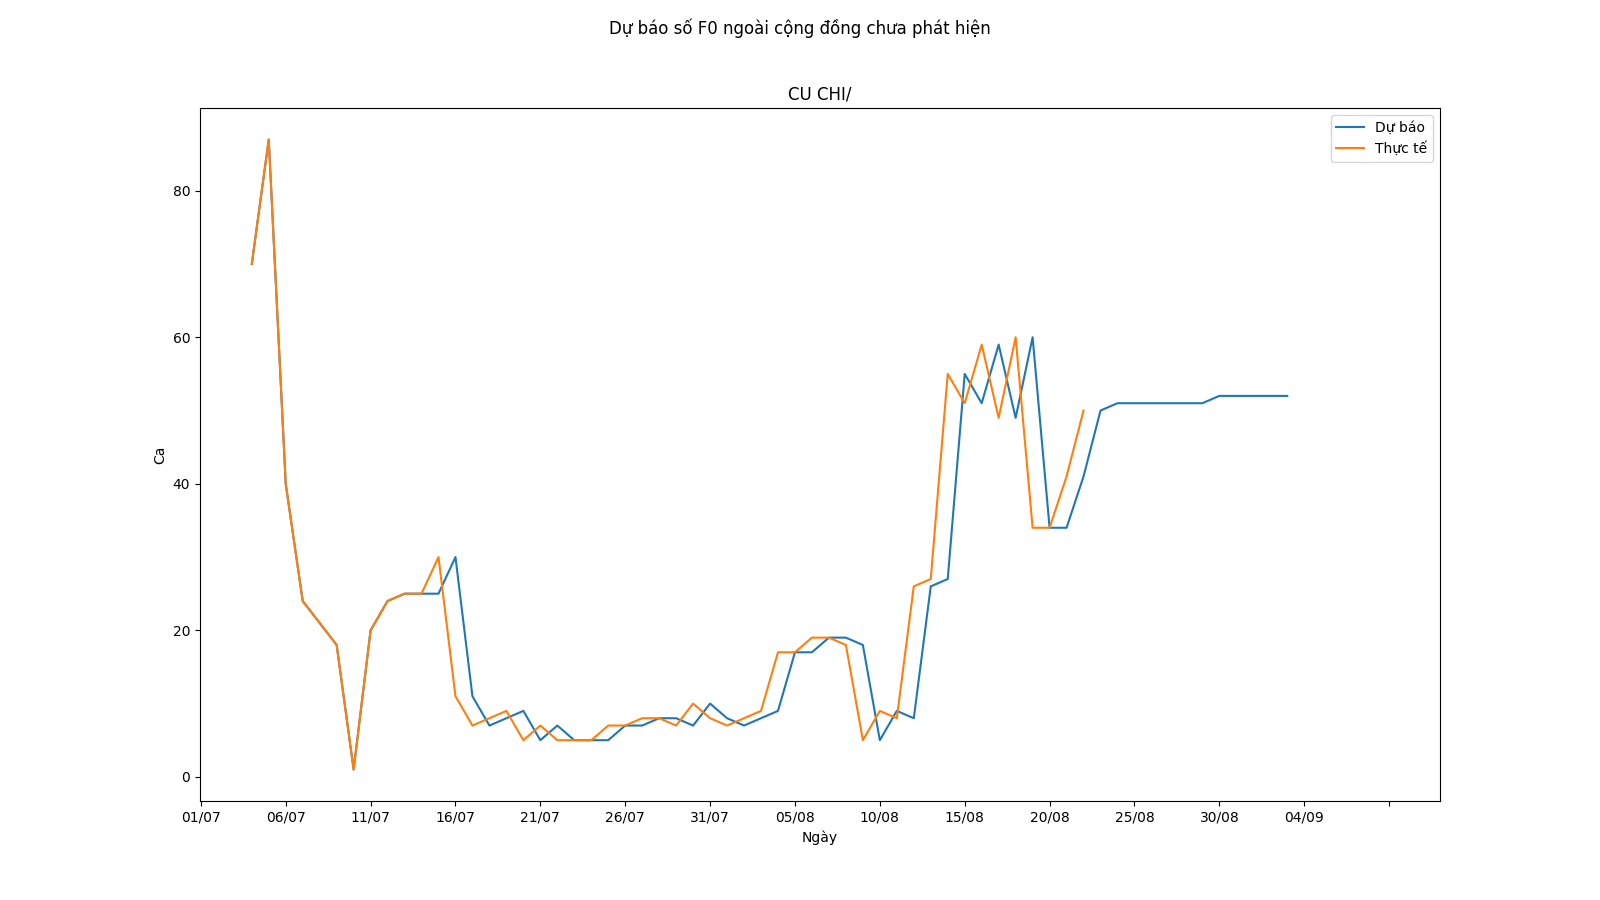 Dự báo số F0 ngoài cộng đồng chưa phát hiện
CU CHI/
Dự báo
Thực tế
80
60
40
20
0
Ca
01/07 06/07 11/07 16/07 21/07 26/07 31/07 05/08 10/08 15/08 20/08 25/08 30/08 04/09
Ngày